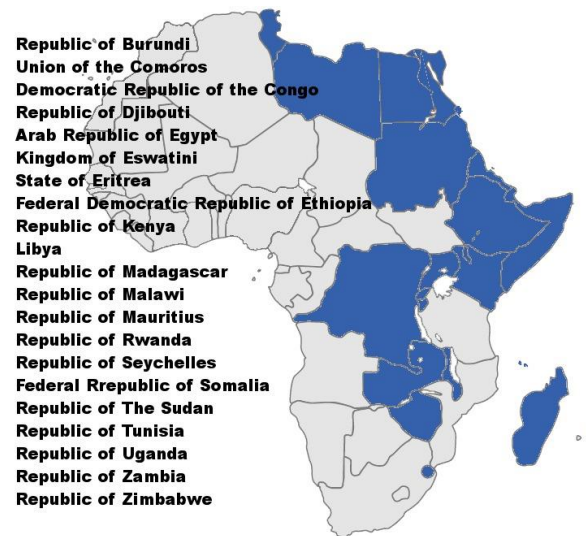 Republic of Burundi
Union of the Comoros
Democratic Republic of the Congo
Republic of Djibouti
Arab Republic of Egypt
Kingdom of Eswatini
State of Eritrea
Federal Democratic Republic of Ethiopia
Republic of Kenya
Libya
Republic of Madagascar
Republic of Malawi
Republic of Mauritius
Republic of Rwanda
Republic of Seychelles
Federal Rrepublic of Somalia
Republic of The Sudan
Republic of Tunisia
Republic of Uganda
Republic of Zambia
Republic of Zimbabwe